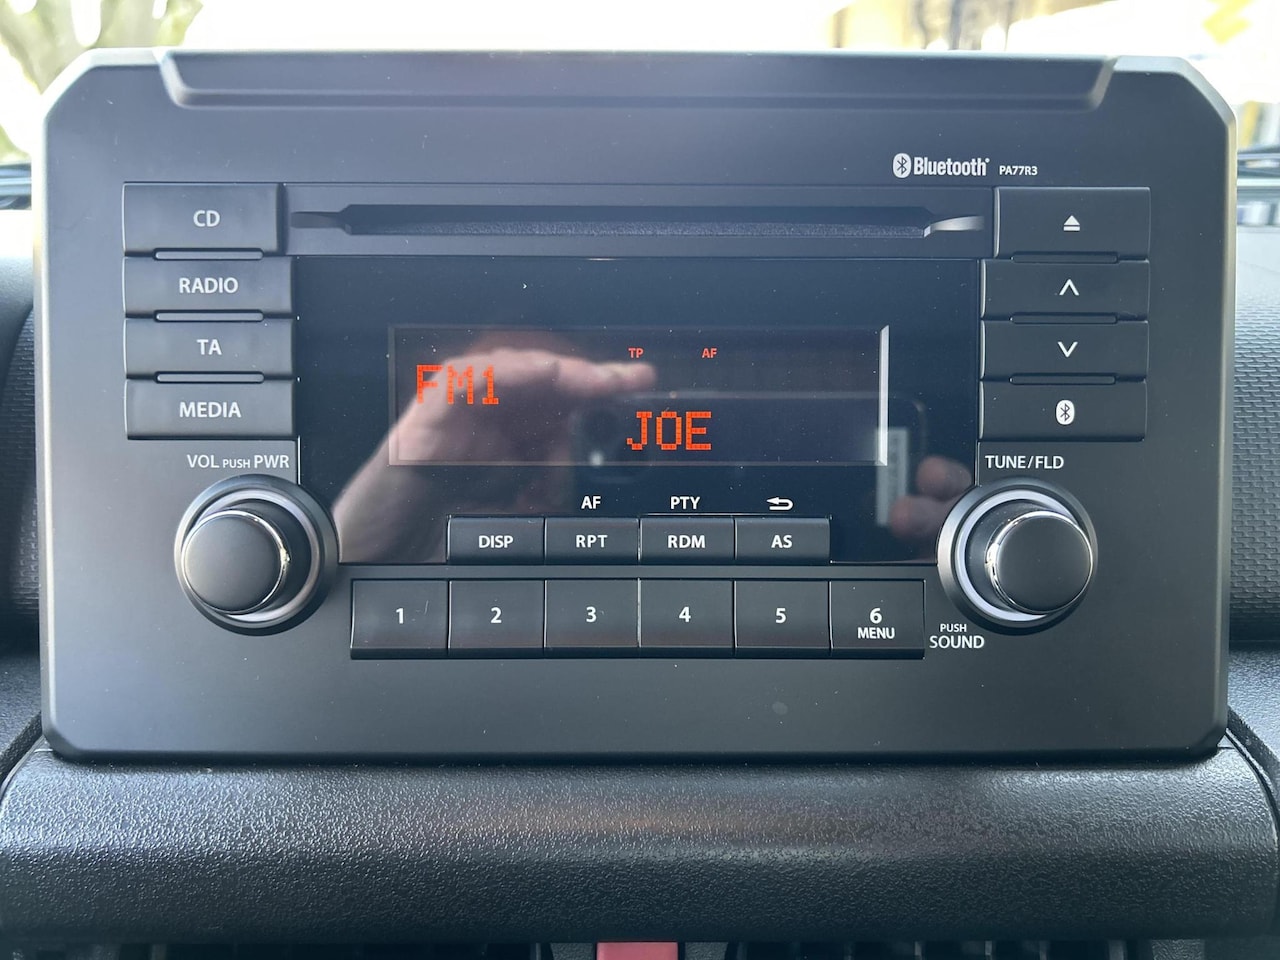 Bluetooth® PA77R3
CD
RADIO
TA
MEDIA
TP AF
FM1
JOE
VOL PUSH PWR
TUNE/FLD
AF PTY
DISP RPT RDM AS
1 2 3 4 5 6
MENU
PUSH
SOUND